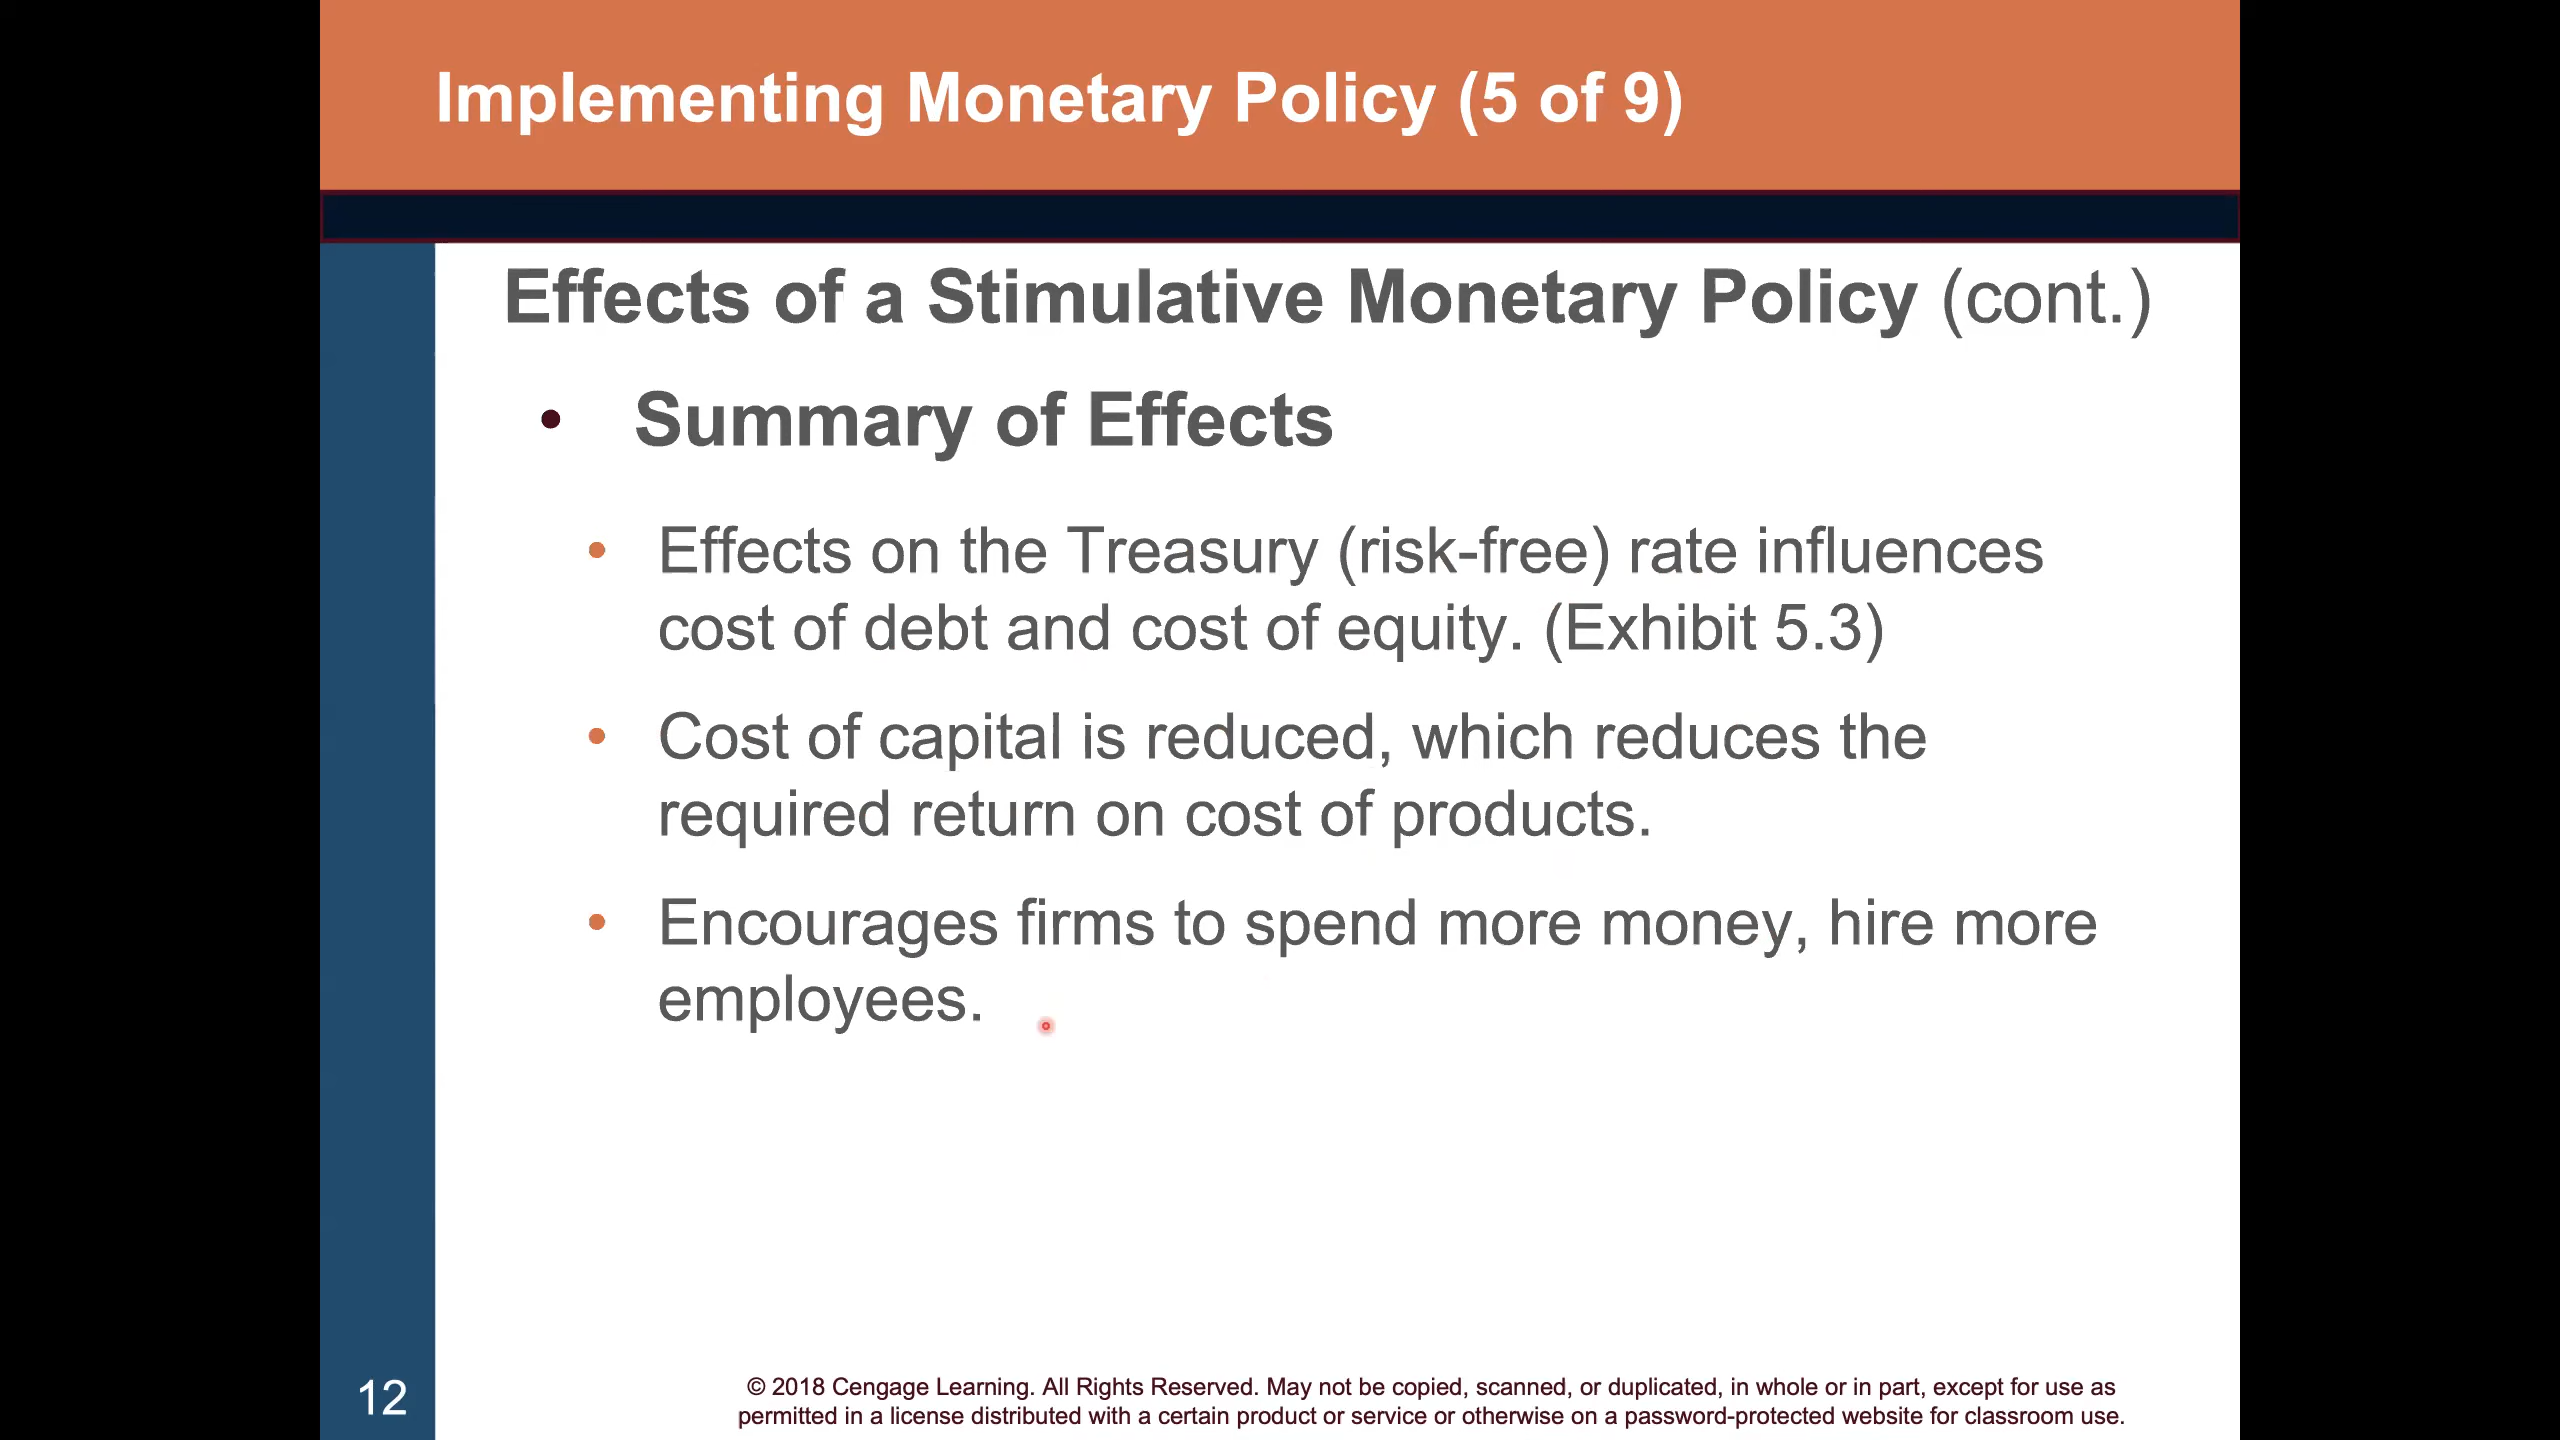 Implementing Monetary Policy (5 of 9)
Effects of a Stimulative Monetary Policy (cont.)
• Summary of Effects
• Effects on the Treasury (risk-free) rate influences
cost of debt and cost of equity. (Exhibit 5.3)
• Cost of capital is reduced, which reduces the
required return on cost of products.
• Encourages firms to spend more money, hire more
employees.
12
© 2018 Cengage Learning. All Rights Reserved. May not be copied, scanned, or duplicated, in whole or in part, except for use as
permitted in a license distributed with a certain product or service or otherwise on a password-protected website for classroom use.